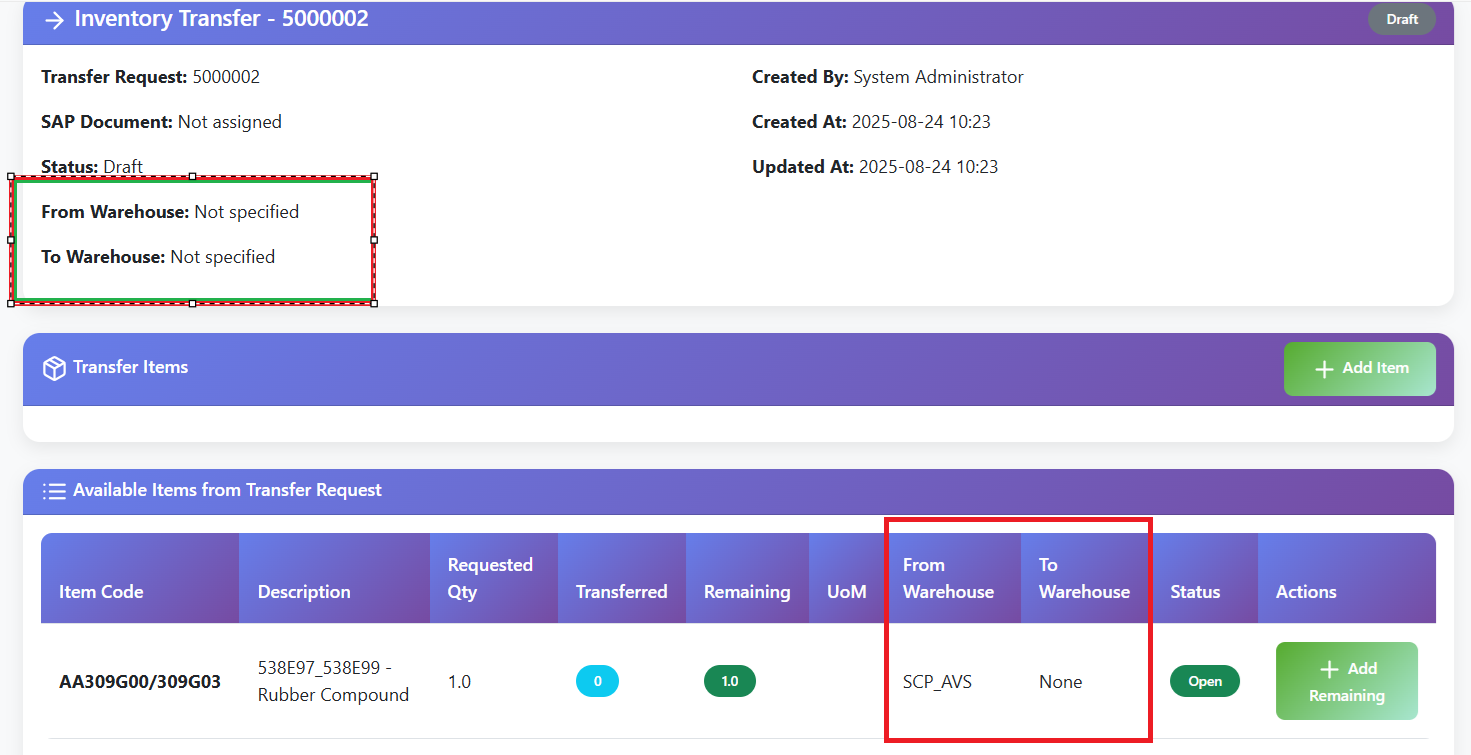 Inventory Transfer - 5000002
Draft
Transfer Request: 5000002
Created By: System Administrator
SAP Document: Not assigned
Created At: 2025-08-24 10:23
Status: Draft
Updated At: 2025-08-24 10:23
From Warehouse: Not specified
To Warehouse: Not specified
Transfer Items
Add Item
Available Items from Transfer Request
Item Code
Description
Requested
Qty
Transferred
Remaining
UoM
From
Warehouse
To
Warehouse
Status
Actions
AA309G00/309G03
538E97_538E99 -
Rubber Compound
1.0
0
1.0
SCP_AVS
None
Open
Add
Remaining